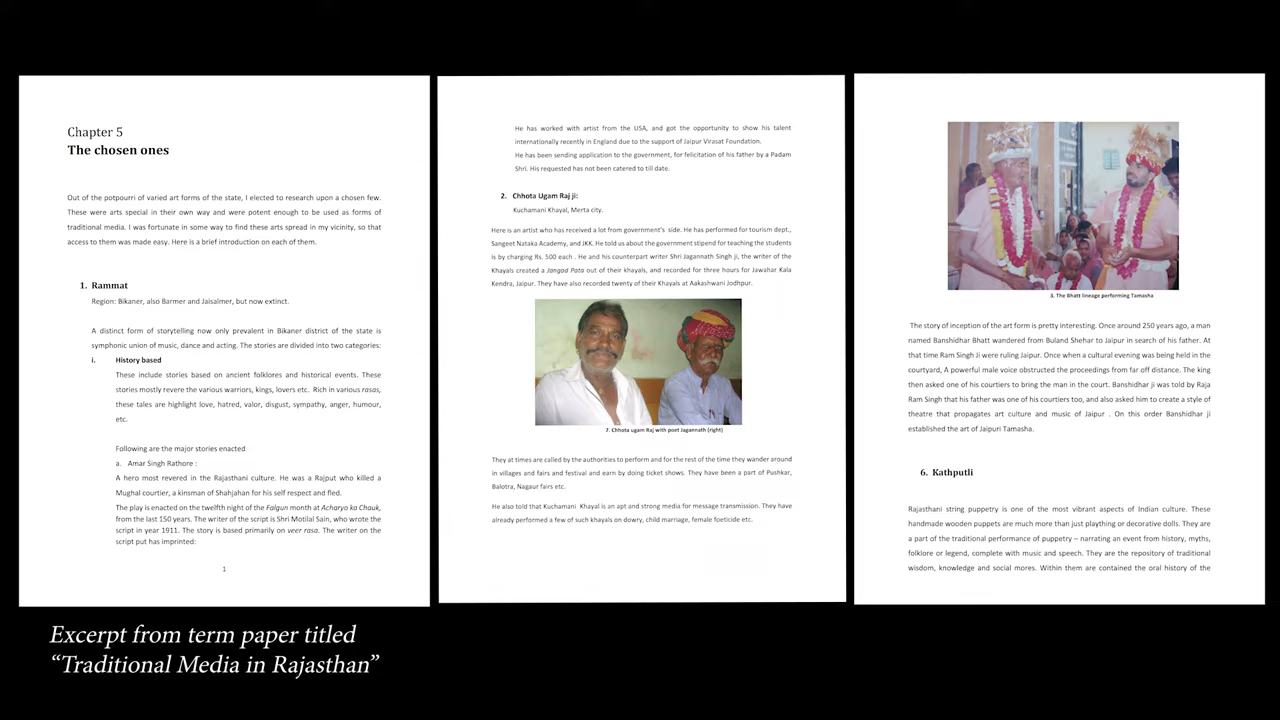 Chapter 5
The chosen ones
Out of the potpourri of varied art forms of the state, I elected to research upon a chosen few.
These were arts special in their own way and were potent enough to be used as forms of
traditional media. I was fortunate in some way to find these arts spread in my vicinity, so that
access to them was made easy. Here is a brief introduction on each of them.
1. Rammat
Region: Bikaner, also Barmer and Jaisalmer, but now extinct.
A distinct form of storytelling now only prevalent in Bikaner district of the state is
symphonic union of music, dance and acting. The stories are divided into two categories:
i. History based
These include stories based on ancient folklores and historical events. These
stories mostly revere the various warriors, kings, lovers etc. Rich in various rasas,
these tales are highlight love, hatred, valor, disgust, sympathy, anger, humour,
etc.
Following are the major stories enacted
a. Amar Singh Rathore :
A hero most revered in the Rajasthani culture. He was a Rajput who killed a
Mughal courtier, a kinsman of Shahjahan for his self respect and fled.
The play is enacted on the twelfth night of the Falgun month at Acharyo ka Chauk,
from the last 150 years. The writer of the script is Shri Motilal Sain, who wrote the
script in year 1911. The story is based primarily on veer rasa. The writer on the
script put has imprinted:
1
He has worked with artist from the USA, and got the opportunity to show his talent
internationally recently in England due to the support of Jaipur Virasat Foundation.
He has been sending application to the government, for felicitation of his father by a Padam
Shri. His requested has not been catered to till date.
2. Chhota Ugam Raj ji:
Kuchamani Khayal, Merta city.
Here is an artist who has received a lot from government's side. He has performed for tourism dept.,
Sangeet Nataka Academy, and JKK. He told us about the government stipend for teaching the students
is by charging Rs. 500 each . He and his counterpart writer Shri Jagannath Singh ji, the writer of the
Khayals created a Jangad Pata out of their khayals, and recorded for three hours for Jawahar Kala
Kendra, Jaipur. They have also recorded twenty of their Khayals at Aakashwani Jodhpur.
7. Chhota ugam Raj with poet Jagannath (right)
They at times are called by the authorities to perform and for the rest of the time they wander around
in villages and fairs and festival and earn by doing ticket shows. They have been a part of Pushkar,
Balotra, Nagaur fairs etc.
He also told that Kuchamani Khayal is an apt and strong media for message transmission. They have
already performed a few of such khayals on dowry, child marriage, female foeticide etc.
3. The Bhatt lineage performing Tamasha
The story of inception of the art form is pretty interesting. Once around 250 years ago, a man
named Banshidhar Bhatt wandered from Buland Shehar to Jaipur in search of his father. At
that time Ram Singh Ji were ruling Jaipur. Once when a cultural evening was being held in the
courtyard, A powerful male voice obstructed the proceedings from far off distance. The king
then asked one of his courtiers to bring the man in the court. Banshidhar ji was told by Raja
Ram Singh that his father was one of his courtiers too, and also asked him to create a style of
theatre that propagates art culture and music of Jaipur . On this order Banshidhar ji
established the art of Jaipuri Tamasha.
6. Kathputli
Rajasthani string puppetry is one of the most vibrant aspects of Indian culture. These
handmade wooden puppets are much more than just plaything or decorative dolls. They are
a part of the traditional performance of puppetry – narrating an event from history, myths,
folklore or legend, complete with music and speech. They are the repository of traditional
wisdom, knowledge and social mores. Within them are contained the oral history of the
Excerpt from term paper titled
“Traditional Media in Rajasthan”